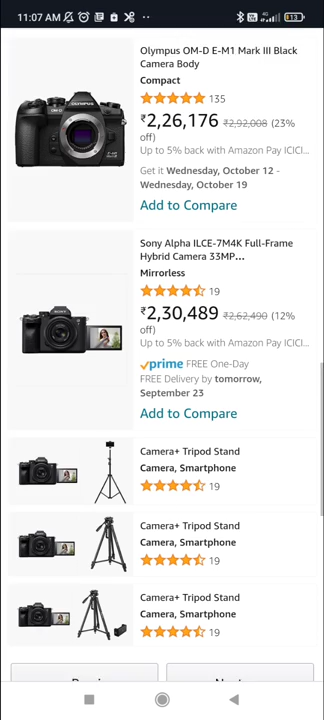 11:07 AM
13
Olympus OM-D E-M1 Mark III Black
Camera Body
Compact
135
₹2,26,176 ₹2,92,008 (23%
off)
Up to 5% back with Amazon Pay ICICI...
Get it Wednesday, October 12 -
Wednesday, October 19
Add to Compare
OLYMPUS
Sony Alpha ILCE-7M4K Full-Frame
Hybrid Camera 33MP...
Mirrorless
19
₹2,30,489 ₹2,62,490 (12%
off)
Up to 5% back with Amazon Pay ICICI...
prime FREE One-Day
FREE Delivery by tomorrow,
September 23
Add to Compare
SONY
Camera+ Tripod Stand
Camera, Smartphone
19
Camera+ Tripod Stand
Camera, Smartphone
19
Camera+ Tripod Stand
Camera, Smartphone
19